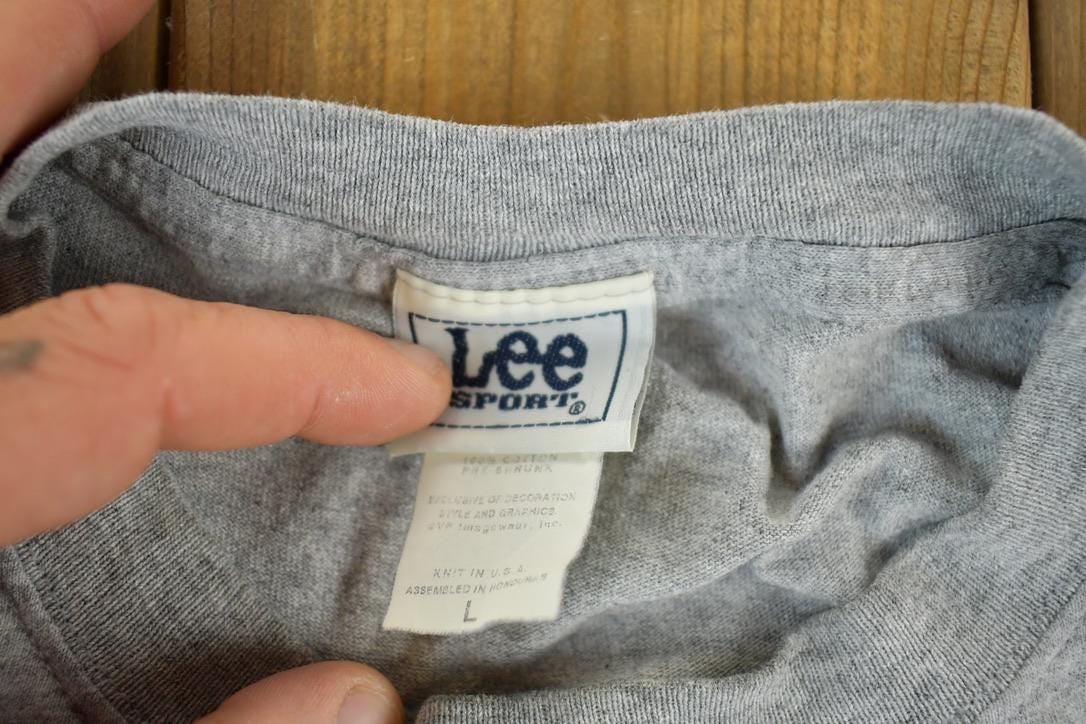 Lee
SPORT®
100% COTTON
PRE SHRUNK
EXCLUSIVE OF DECORATION
STYLE AND GRAPHICS.
©VF Imagewear, Inc.
KNIT IN U.S.A.
ASSEMBLED IN HONDURAS
L